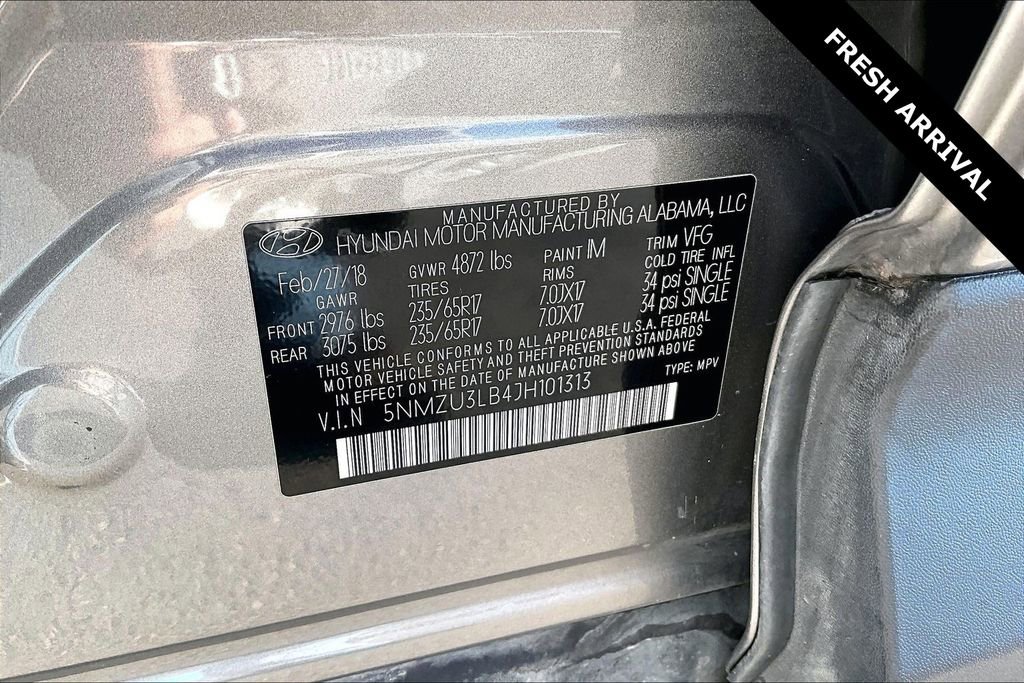 FRESH ARRIVAL
MANUFACTURED BY
HYUNDAI MOTOR MANUFACTURING ALABAMA, LLC
Feb/27/18 GVWR 4872 lbs PAINT IM TRIM VFG
GAWR TIRES RIMS COLD TIRE INFL
FRONT 2976 lbs 235/65R17 7.0JX17 34 psi SINGLE
REAR 3075 lbs 235/65R17 7.0JX17 34 psi SINGLE
THIS VEHICLE CONFORMS TO ALL APPLICABLE U.S.A. FEDERAL
MOTOR VEHICLE SAFETY AND THEFT PREVENTION STANDARDS
IN EFFECT ON THE DATE OF MANUFACTURE SHOWN ABOVE
TYPE: MPV
V.I.N 5NMZU3LB4JH101313